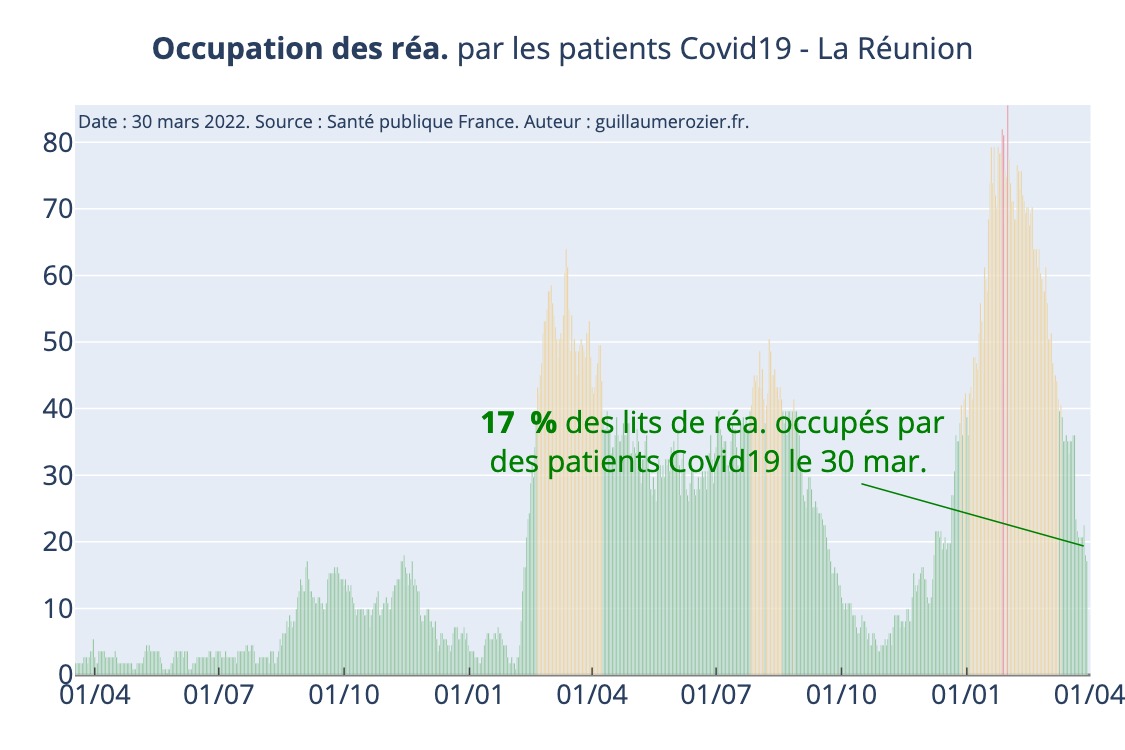 Occupation des réa. par les patients Covid19 - La Réunion
Date : 30 mars 2022. Source : Santé publique France. Auteur : guillaumerozier.fr.
80
70
60
50
40
17 % des lits de réa. occupés par
des patients Covid19 le 30 mar.
30
20
10
0
01/04 01/07 01/10 01/01 01/04 01/07 01/10 01/01 01/04